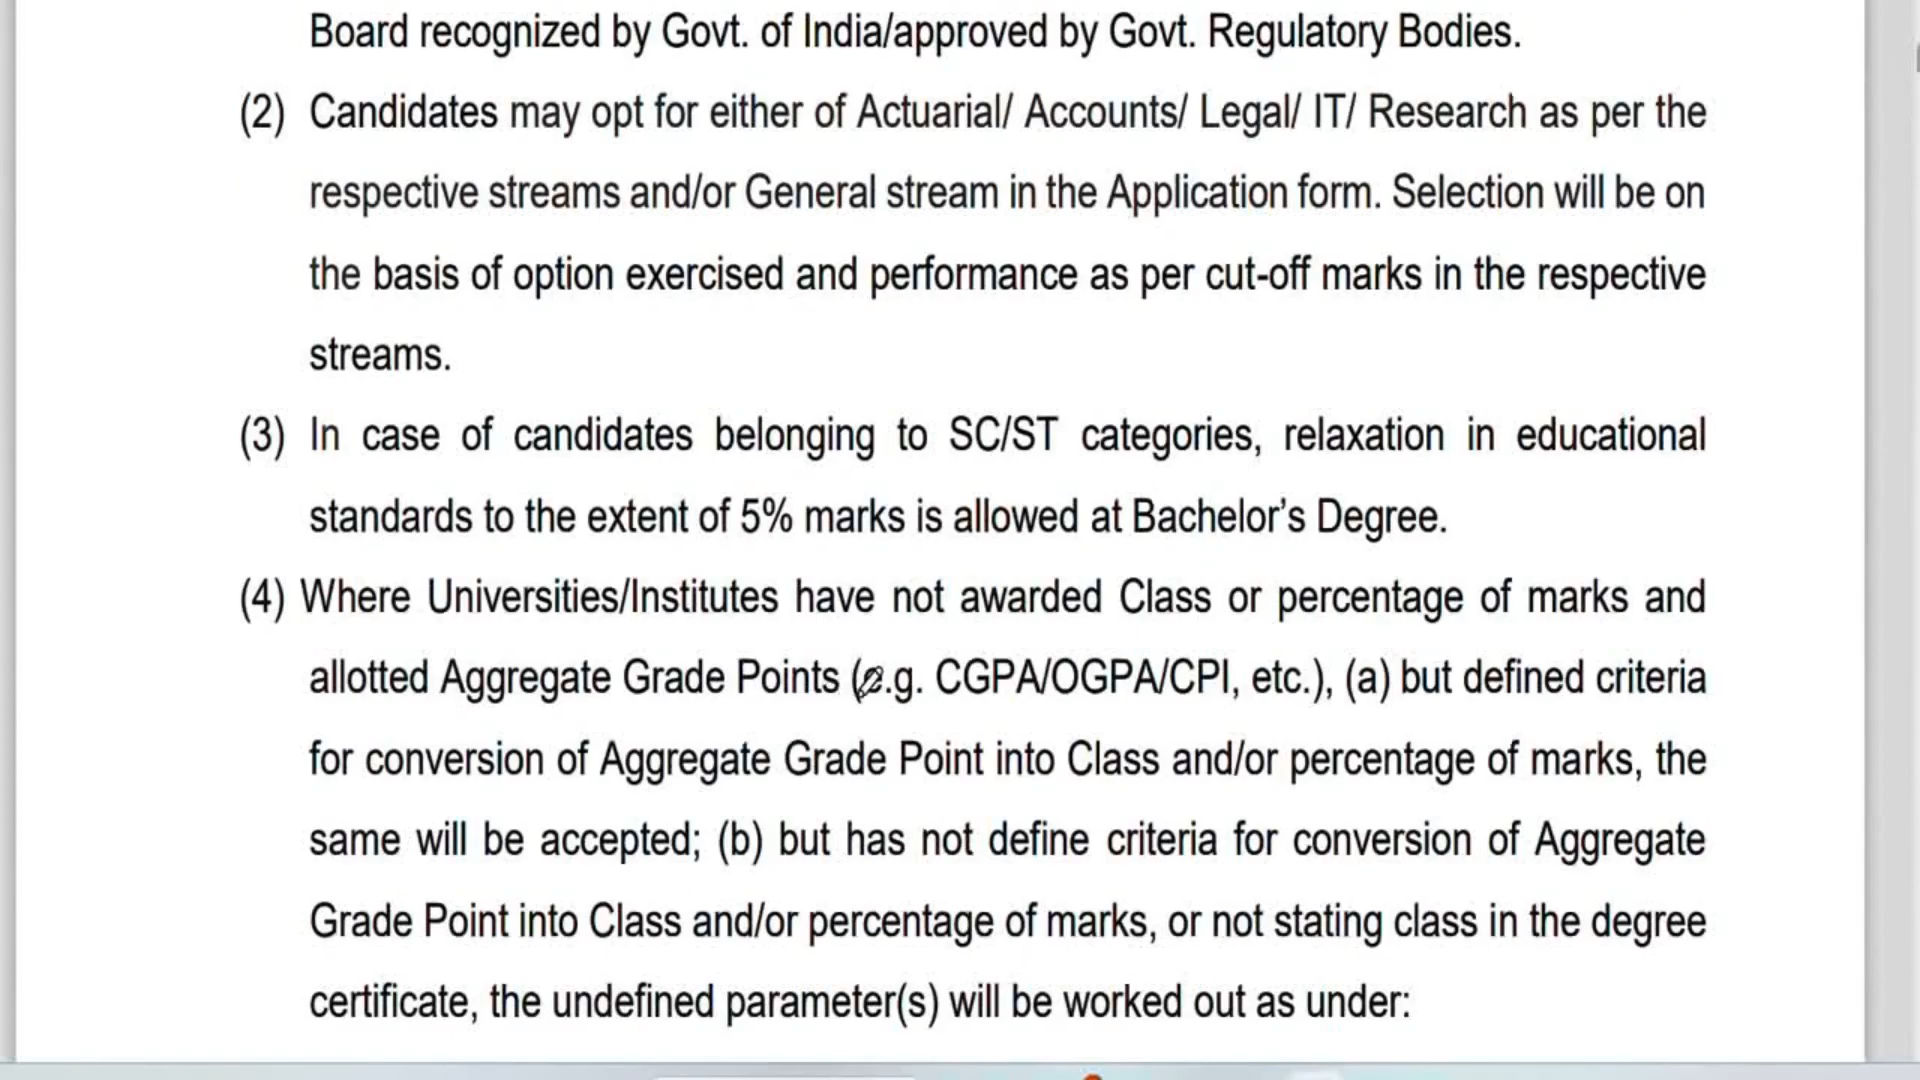 Board recognized by Govt. of India/approved by Govt. Regulatory Bodies.
(2) Candidates may opt for either of Actuarial/ Accounts/ Legal/ IT/ Research as per the
respective streams and/or General stream in the Application form. Selection will be on
the basis of option exercised and performance as per cut-off marks in the respective
streams.
(3) In case of candidates belonging to SC/ST categories, relaxation in educational
standards to the extent of 5% marks is allowed at Bachelor’s Degree.
(4) Where Universities/Institutes have not awarded Class or percentage of marks and
allotted Aggregate Grade Points (e.g. CGPA/OGPA/CPI, etc.), (a) but defined criteria
for conversion of Aggregate Grade Point into Class and/or percentage of marks, the
same will be accepted; (b) but has not define criteria for conversion of Aggregate
Grade Point into Class and/or percentage of marks, or not stating class in the degree
certificate, the undefined parameter(s) will be worked out as under: